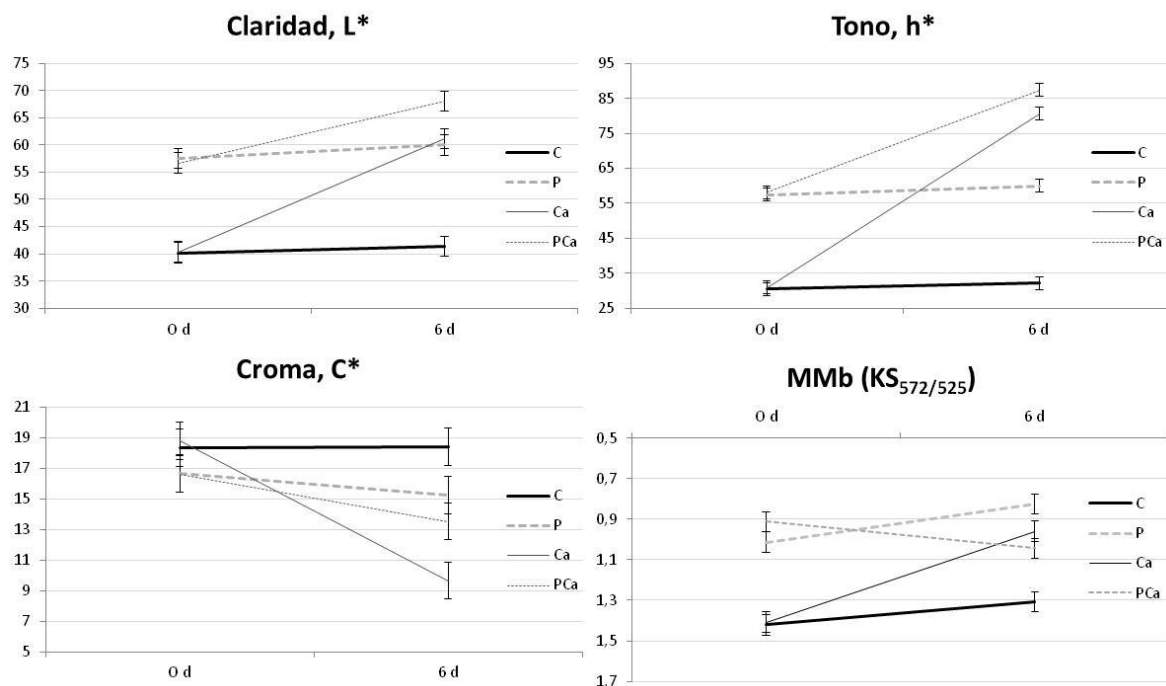 Claridad, L*
75
70
65
60
55
50
45
40
35
30
0 d
6 d
C
P
Ca
PCa
Tono, h*
95
85
75
65
55
45
35
25
0 d
6 d
C
P
Ca
PCa
Croma, C*
21
19
17
15
13
11
9
7
5
0 d
6 d
C
P
Ca
PCa
MMb (KS572/525)
0 d
6 d
0,5
0,7
0,9
1,1
1,3
1,5
1,7
C
P
Ca
PCa